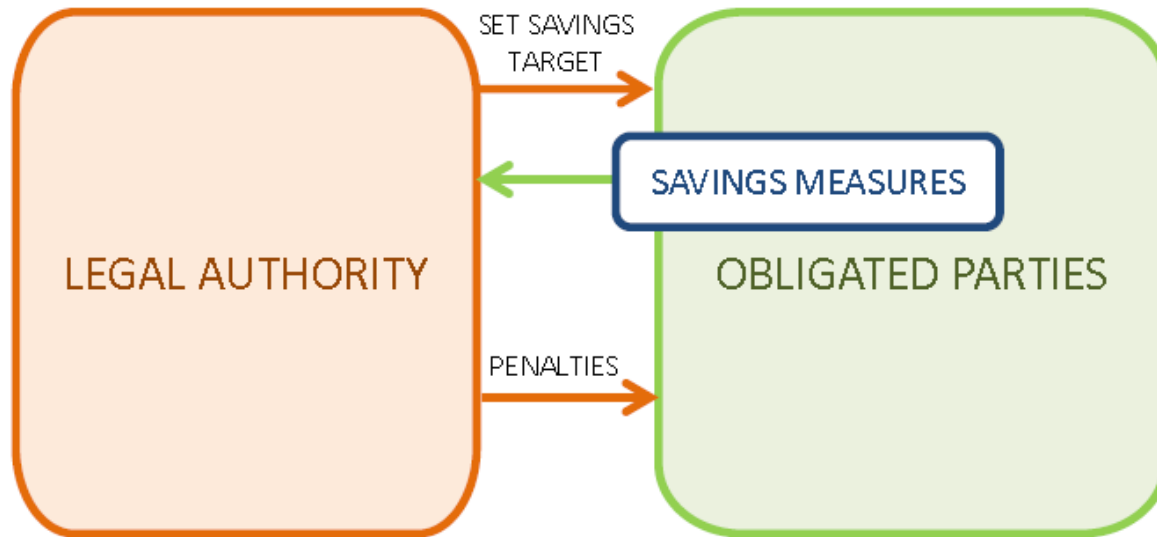 SET SAVINGS
TARGET
SAVINGS MEASURES
LEGAL AUTHORITY
OBLIGATED PARTIES
PENALTIES